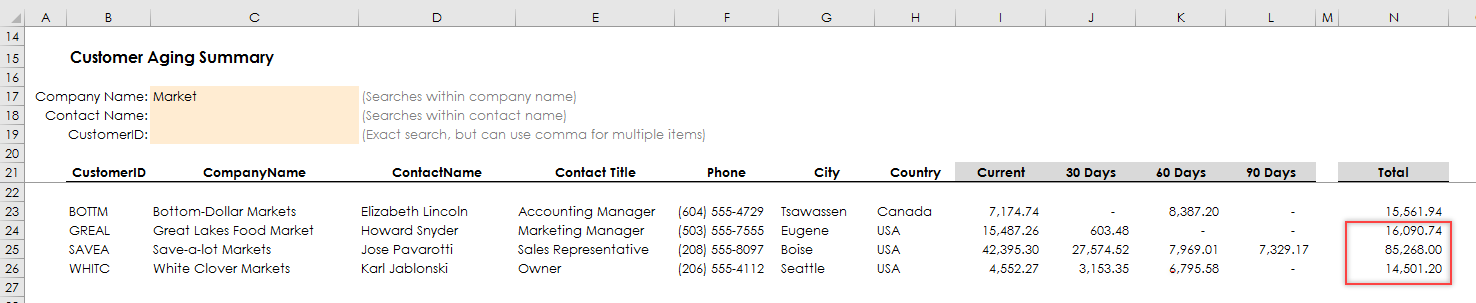 A B C D E F G H I J K L M N
14
15 Customer Aging Summary
16
17 Company Name: Market (Searches within company name)
18 Contact Name: (Searches within contact name)
19 CustomerID: (Exact search, but can use comma for multiple items)
20
21 CustomerID CompanyName ContactName Contact Title Phone City Country Current 30 Days 60 Days 90 Days Total
22
23 BOTTM Bottom-Dollar Markets Elizabeth Lincoln Accounting Manager (604) 555-4729 Tsawassen Canada 7,174.74 - 8,387.20 - 15,561.94
24 GREAL Great Lakes Food Market Howard Snyder Marketing Manager (503) 555-7555 Eugene USA 15,487.26 603.48 - - 16,090.74
25 SAVEA Save-a-lot Markets Jose Pavarotti Sales Representative (208) 555-8097 Boise USA 42,395.30 27,574.52 7,969.01 7,329.17 85,268.00
26 WHITC White Clover Markets Karl Jablonski Owner (206) 555-4112 Seattle USA 4,552.27 3,153.35 6,795.58 - 14,501.20
27